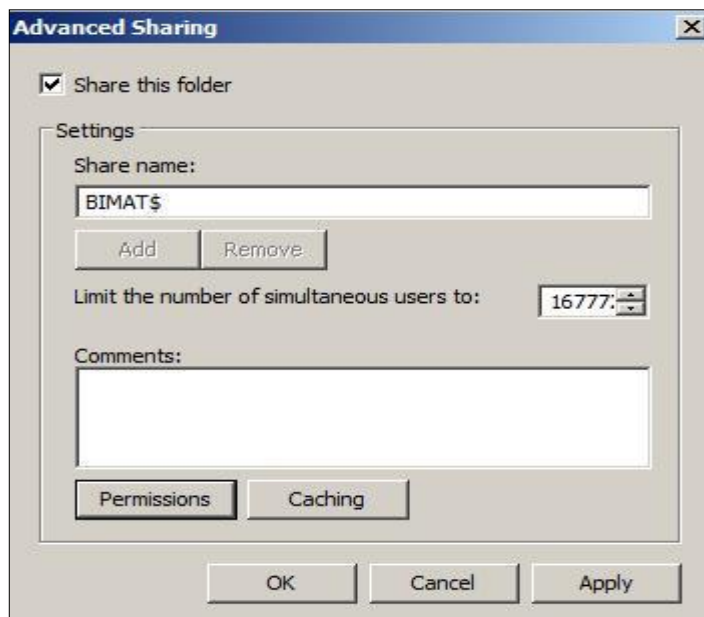 Advanced Sharing
Share this folder
Settings
Share name:
BIMAT$
Add Remove
Limit the number of simultaneous users to:
16777
Comments:
Permissions Caching
OK Cancel Apply